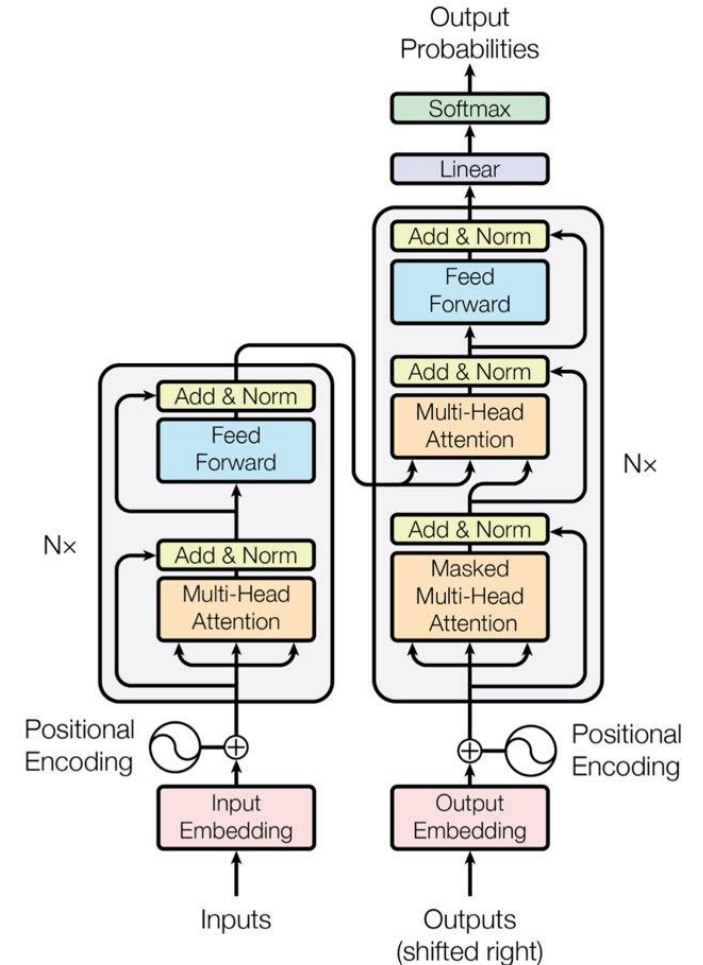 Output
Probabilities
Softmax
Linear
Add & Norm
Feed
Forward
Add & Norm
Multi-Head
Attention
Add & Norm
Masked
Multi-Head
Attention
Nx
Add & Norm
Feed
Forward
Add & Norm
Multi-Head
Attention
N×
Positional
Encoding
Positional
Encoding
Input
Embedding
Output
Embedding
Inputs
Outputs
(shifted right)